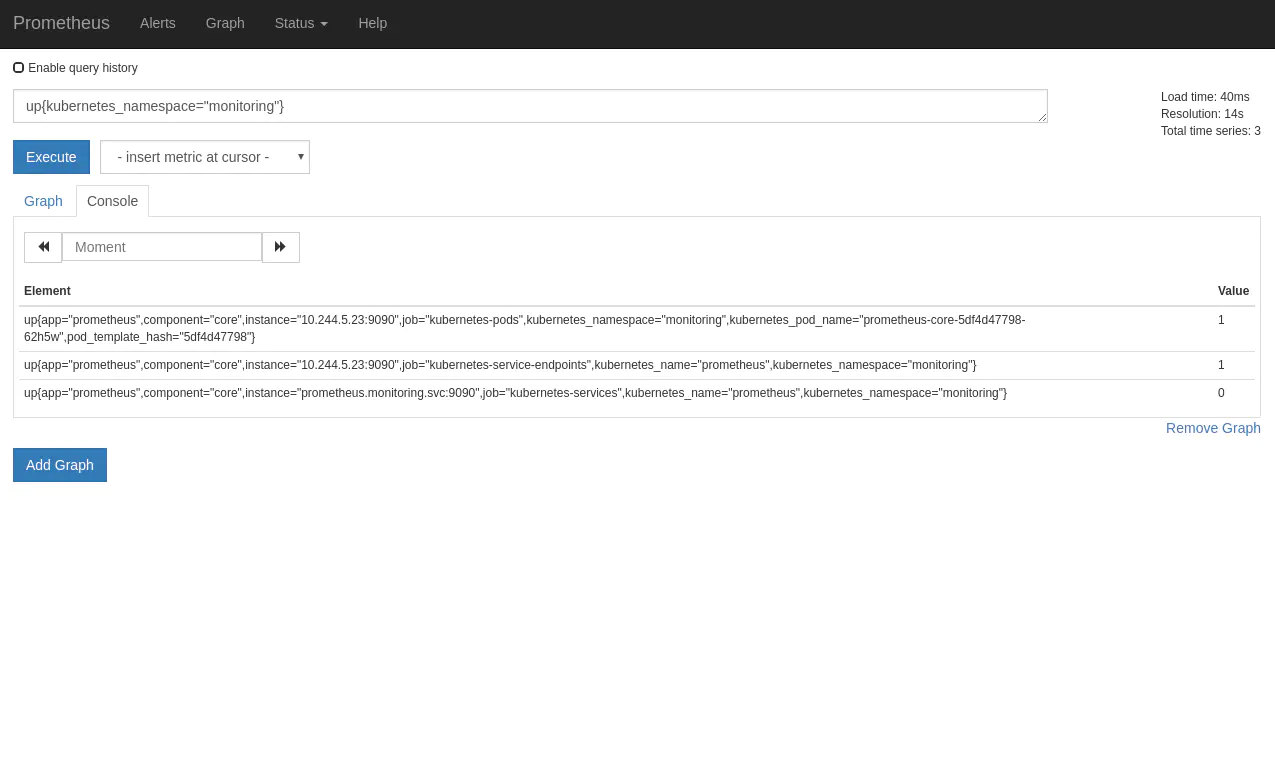 Prometheus Alerts Graph Status Help
Enable query history
up{kubernetes_namespace="monitoring"}
Load time: 40ms
Resolution: 14s
Total time series: 3
Execute - insert metric at cursor -
Graph Console
Moment
Element Value
up{app="prometheus",component="core",instance="10.244.5.23:9090",job="kubernetes-pods",kubernetes_namespace="monitoring",kubernetes_pod_name="prometheus-core-5df4d47798- 1
62h5w",pod_template_hash="5df4d47798"}
up{app="prometheus",component="core",instance="10.244.5.23:9090",job="kubernetes-service-endpoints",kubernetes_name="prometheus",kubernetes_namespace="monitoring"} 1
up{app="prometheus",component="core",instance="prometheus.monitoring.svc:9090",job="kubernetes-services",kubernetes_name="prometheus",kubernetes_namespace="monitoring"} 0
Remove Graph
Add Graph